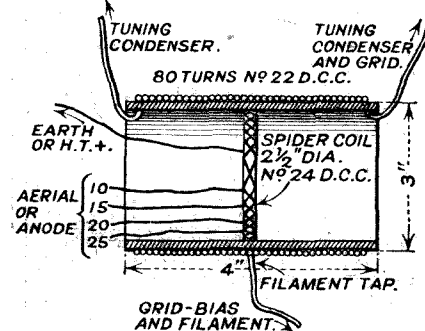 TUNING
CONDENSER.
TUNING
CONDENSER
AND GRID.
80 TURNS Nº 22 D.C.C.
EARTH
OR H.T.+.
SPIDER COIL
2½" DIA.
Nº 24 D.C.C.
3"
AERIAL
OR
ANODE
10
15
20
25
4"
FILAMENT TAP.
GRID-BIAS
AND FILAMENT.